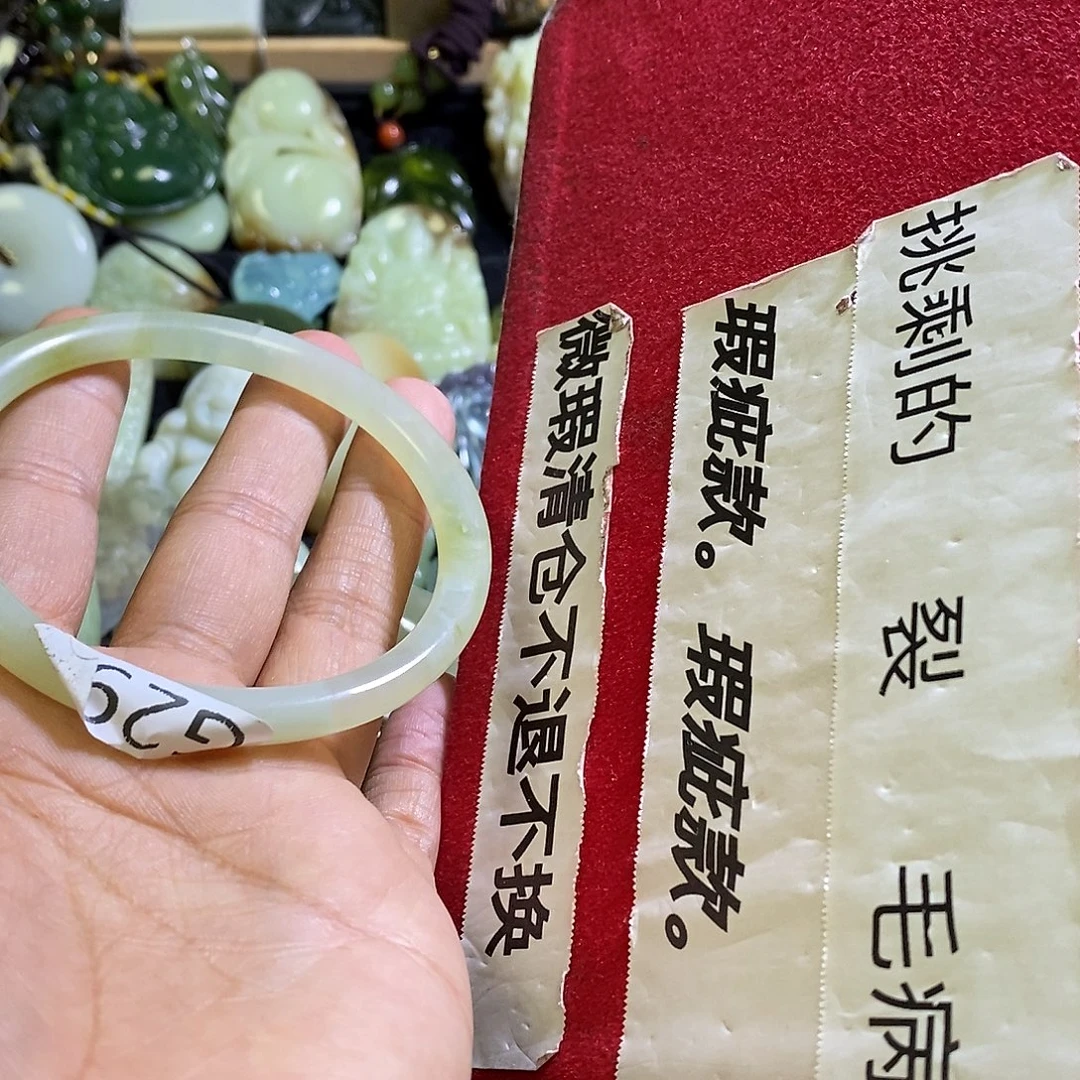 挑剩的 裂 毛病
瑕疵款。瑕疵款。
微瑕清仓不退不换